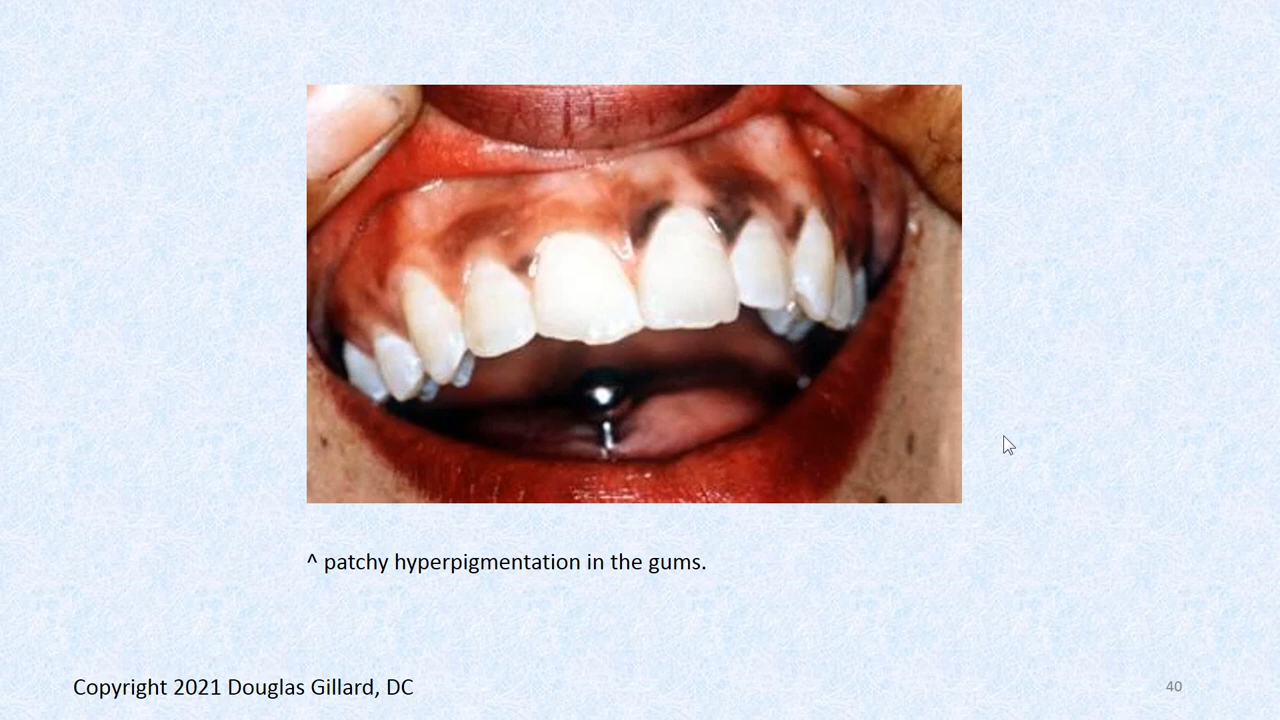 ^ patchy hyperpigmentation in the gums.
Copyright 2021 Douglas Gillard, DC
40